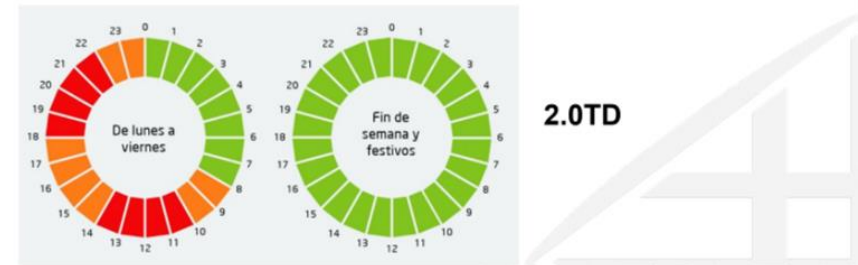 23 0 1
22 2
21 3
20 4
19 5
De lunes a
viernes
18 6
17 7
16 8
15 9
14 10
13 12 11
23 0 1
22 2
21 3
20 4
19 5
Fin de
semana y
festivos
18 6
17 7
16 8
15 9
14 10
13 12 11
2.0TD